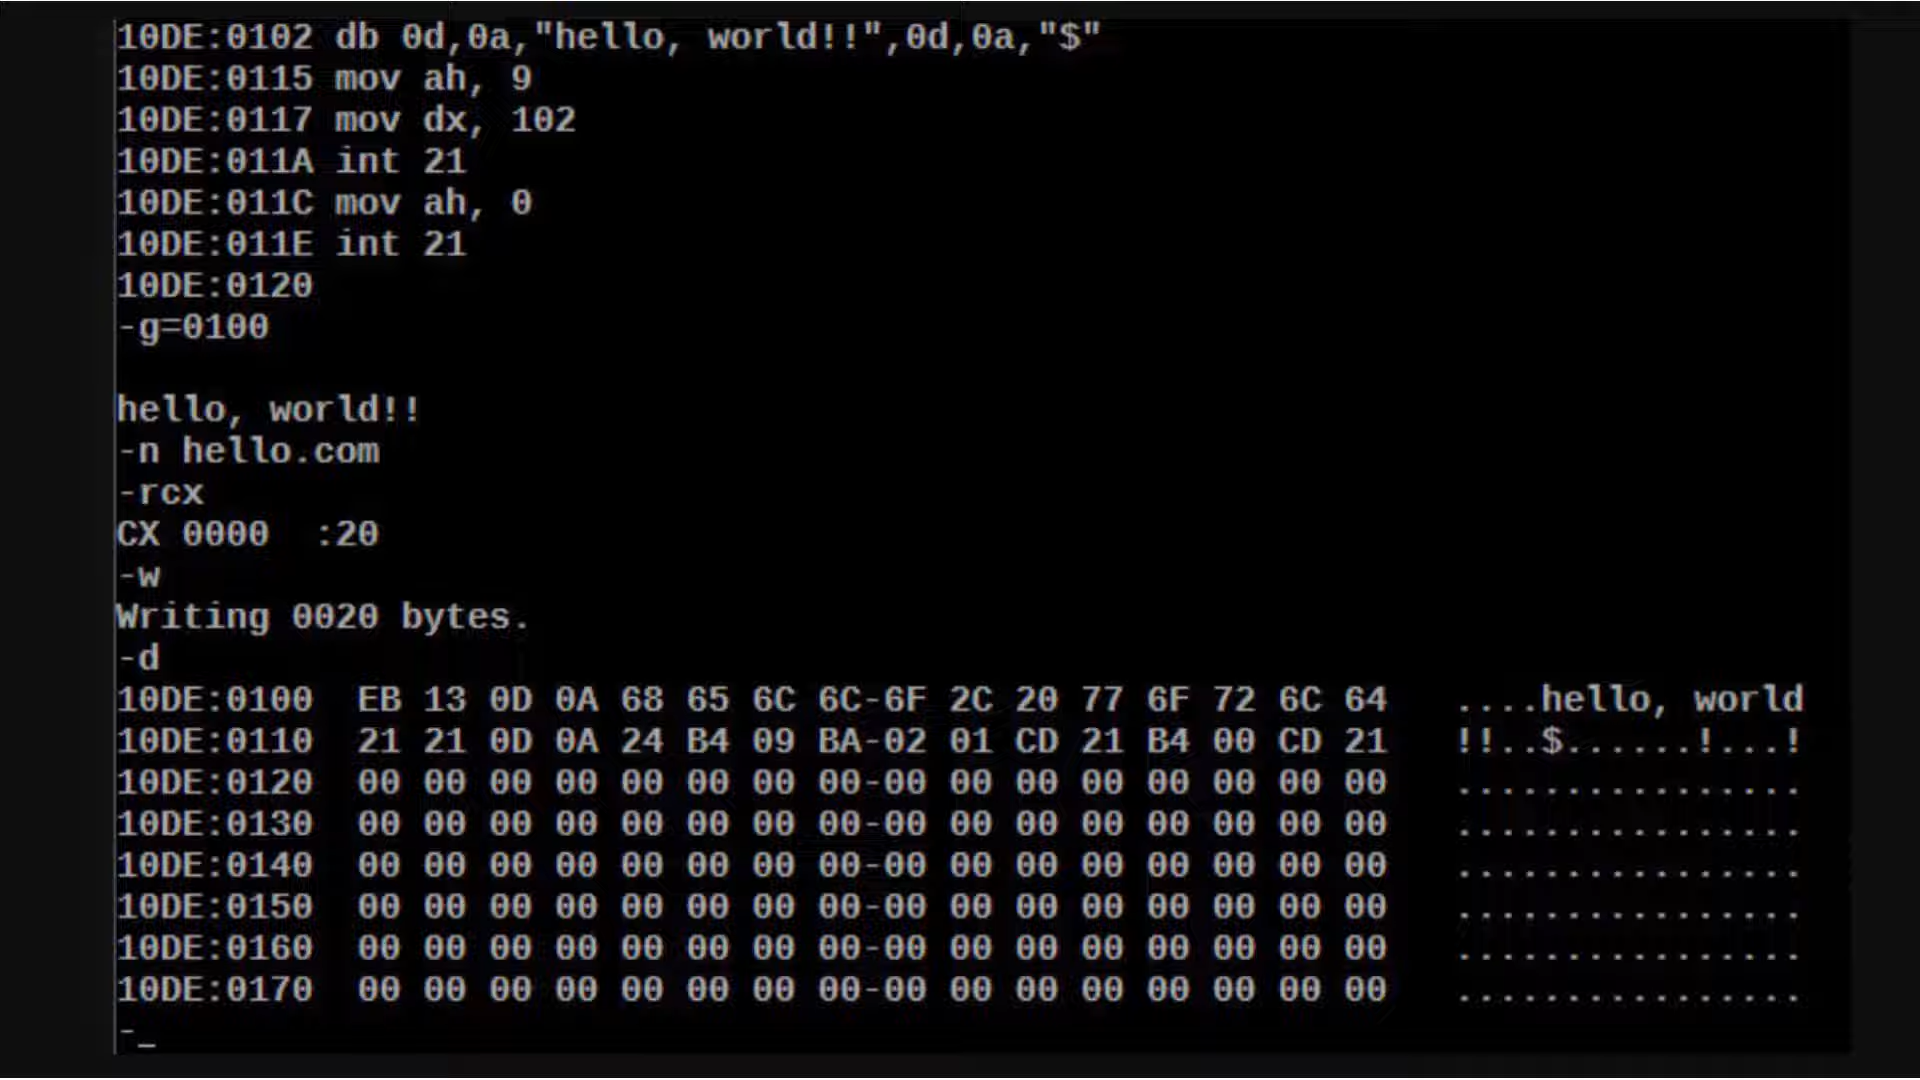 10DE:0102 db 0d,0a,"hello, world!!",0d,0a,"$"
10DE:0115 mov ah, 9
10DE:0117 mov dx, 102
10DE:011A int 21
10DE:011C mov ah, 0
10DE:011E int 21
10DE:0120
-g=0100
hello, world!!
-n hello.com
-rcx
CX 0000  :20
-w
Writing 0020 bytes.
-d
10DE:0100  EB 13 0D 0A 68 65 6C 6C-6F 2C 20 77 6F 72 6C 64   ....hello, world
10DE:0110  21 21 0D 0A 24 B4 09 BA-02 01 CD 21 B4 00 CD 21   !!..$......!...!
10DE:0120  00 00 00 00 00 00 00 00-00 00 00 00 00 00 00 00   ................
10DE:0130  00 00 00 00 00 00 00 00-00 00 00 00 00 00 00 00   ................
10DE:0140  00 00 00 00 00 00 00 00-00 00 00 00 00 00 00 00   ................
10DE:0150  00 00 00 00 00 00 00 00-00 00 00 00 00 00 00 00   ................
10DE:0160  00 00 00 00 00 00 00 00-00 00 00 00 00 00 00 00   ................
10DE:0170  00 00 00 00 00 00 00 00-00 00 00 00 00 00 00 00   ................
-_